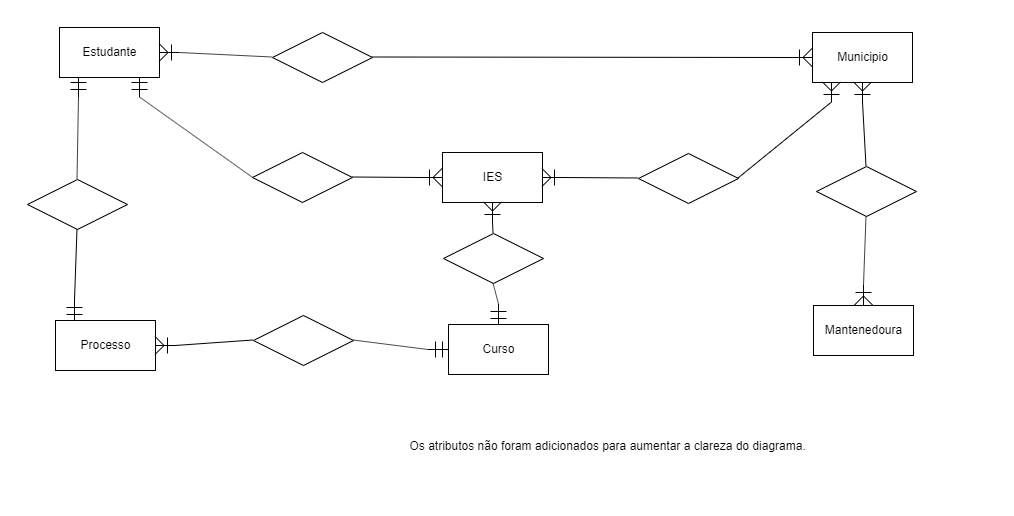 Estudante
Municipio
IES
Processo
Curso
Mantenedoura
Os atributos não foram adicionados para aumentar a clareza do diagrama.